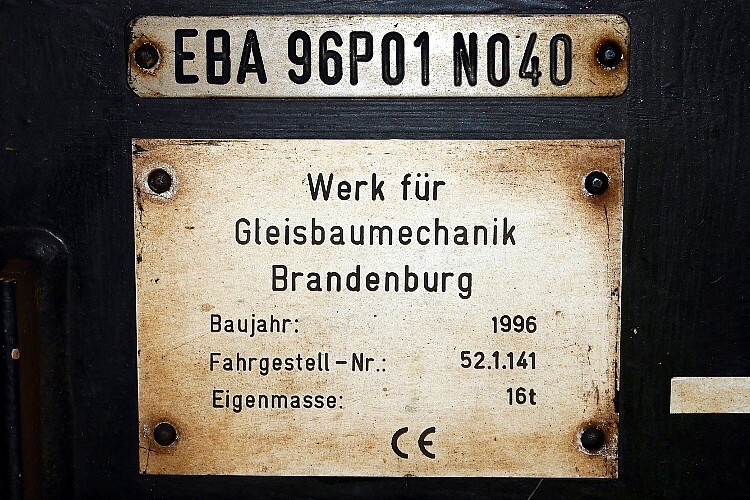 EBA 96P01 N040
Werk für
Gleisbaumechanik
Brandenburg
Baujahr: 1996
Fahrgestell-Nr.: 52.1.141
Eigenmasse: 16t
CE